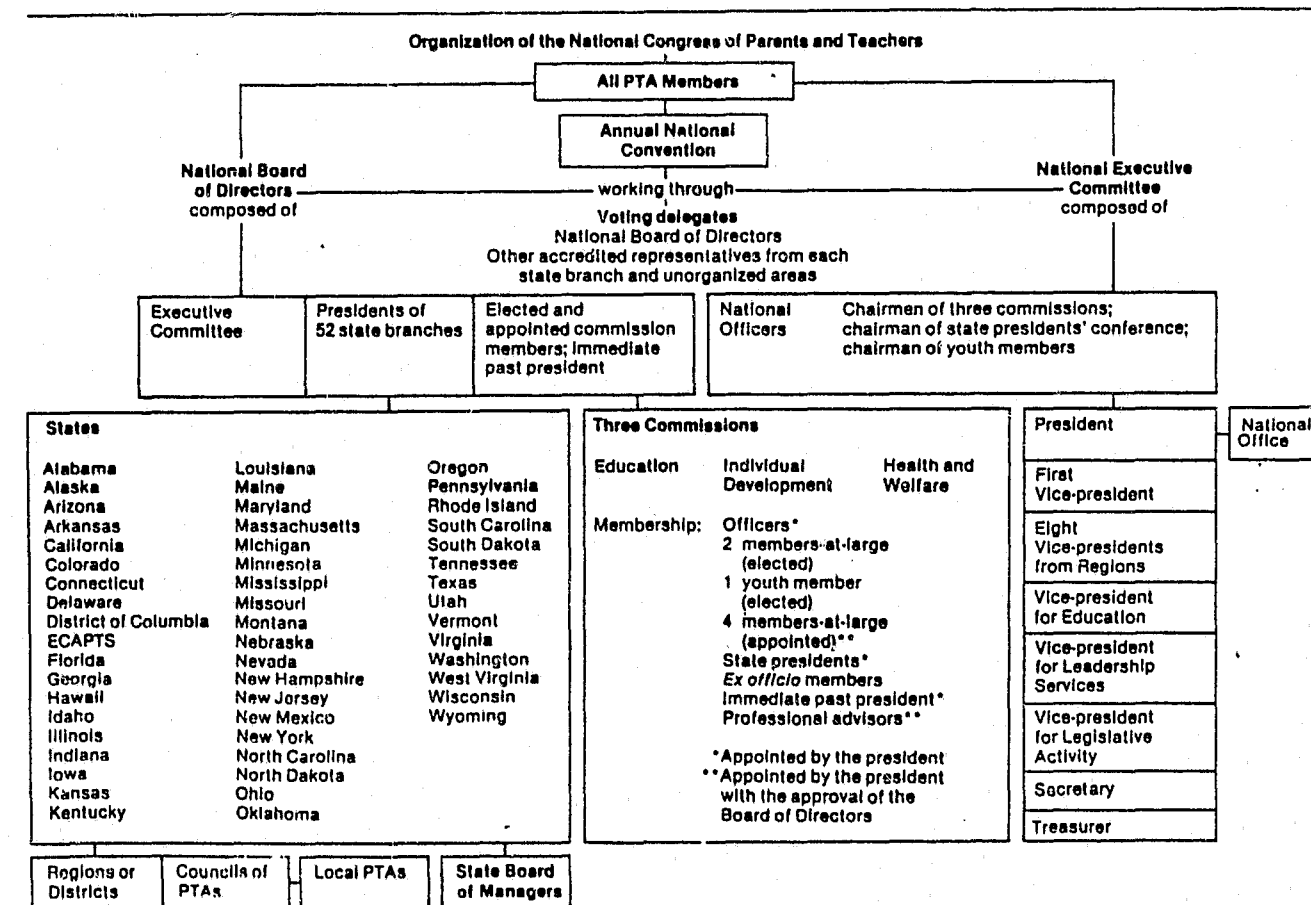 Organization of the National Congress of Parents and Teachers
All PTA Members
Annual National
Convention
National Board
of Directors
composed of
working through
National Executive
Committee
composed of
Voting delegates
National Board of Directors
Other accredited representatives from each
state branch and unorganized areas
Executive
Committee
Presidents of
52 state branches
Elected and
appointed commission
members; immediate
past president
National
Officers
Chairmen of three commissions;
chairman of state presidents' conference;
chairman of youth members
States
Alabama
Alaska
Arizona
Arkansas
California
Colorado
Connecticut
Delaware
District of Columbia
ECAPTS
Florida
Georgia
Hawaii
Idaho
Illinois
Indiana
Iowa
Kansas
Kentucky
Louisiana
Maine
Maryland
Massachusetts
Michigan
Minnesota
Mississippi
Missouri
Montana
Nebraska
Nevada
New Hampshire
New Jersey
New Mexico
New York
North Carolina
North Dakota
Ohio
Oklahoma
Oregon
Pennsylvania
Rhode Island
South Carolina
South Dakota
Tennessee
Texas
Utah
Vermont
Virginia
Washington
West Virginia
Wisconsin
Wyoming
Three Commissions
Education
Individual
Development
Health and
Welfare
Membership:
Officers*
2 members-at-large
(elected)
1 youth member
(elected)
4 members-at-large
(appointed)**
State presidents*
Ex officio members
Immediate past president*
Professional advisors**
*Appointed by the president
**Appointed by the president
with the approval of the
Board of Directors
President
National
Office
First
Vice-president
Eight
Vice-presidents
from Regions
Vice-president
for Education
Vice-president
for Leadership
Services
Vice-president
for Legislative
Activity
Secretary
Treasurer
Regions or
Districts
Councils of
PTAs
Local PTAs
State Board
of Managers